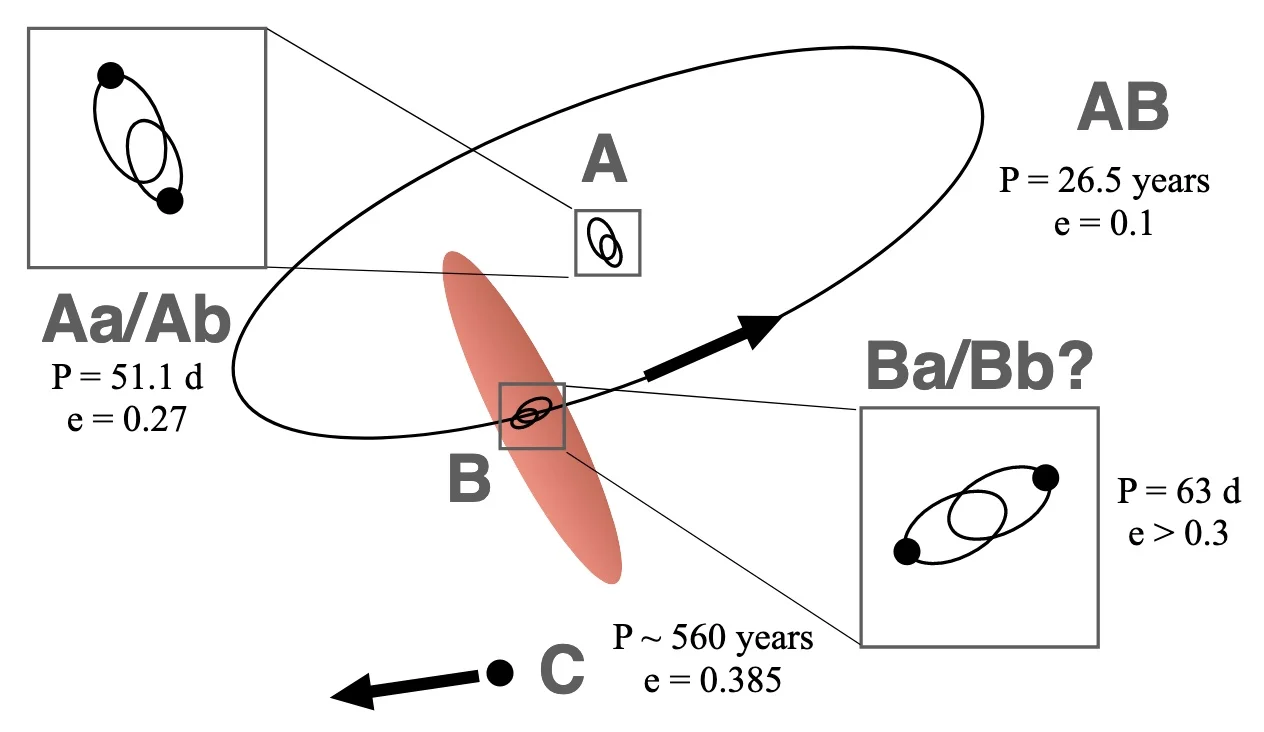 A
AB
P = 26.5 years
e = 0.1
Aa/Ab
P = 51.1 d
e = 0.27
Ba/Bb?
P = 63 d
e > 0.3
B
C
P ~ 560 years
e = 0.385